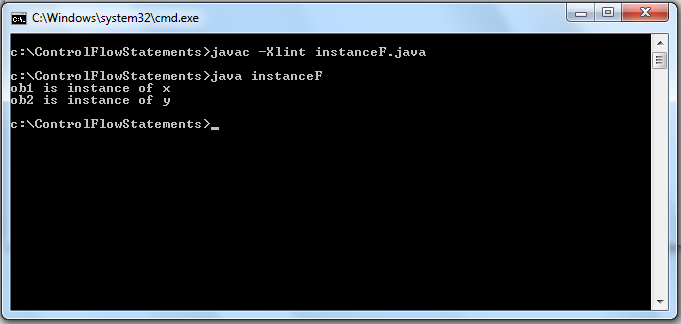 C:\Windows\system32\cmd.exe
c:\ControlFlowStatements>javac -Xlint instanceF.java
c:\ControlFlowStatements>java instanceF
ob1 is instance of x
ob2 is instance of y
c:\ControlFlowStatements>_